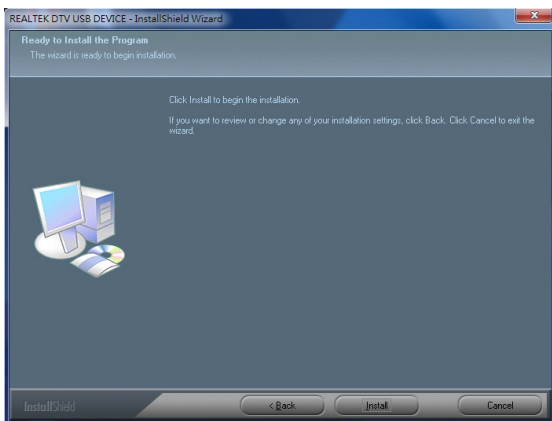 REALTEK DTV USB DEVICE - InstallShield Wizard
Ready to Install the Program
The wizard is ready to begin installation.
Click Install to begin the installation.
If you want to review or change any of your installation settings, click Back. Click Cancel to exit the
wizard.
InstallShield
< Back
Install
Cancel